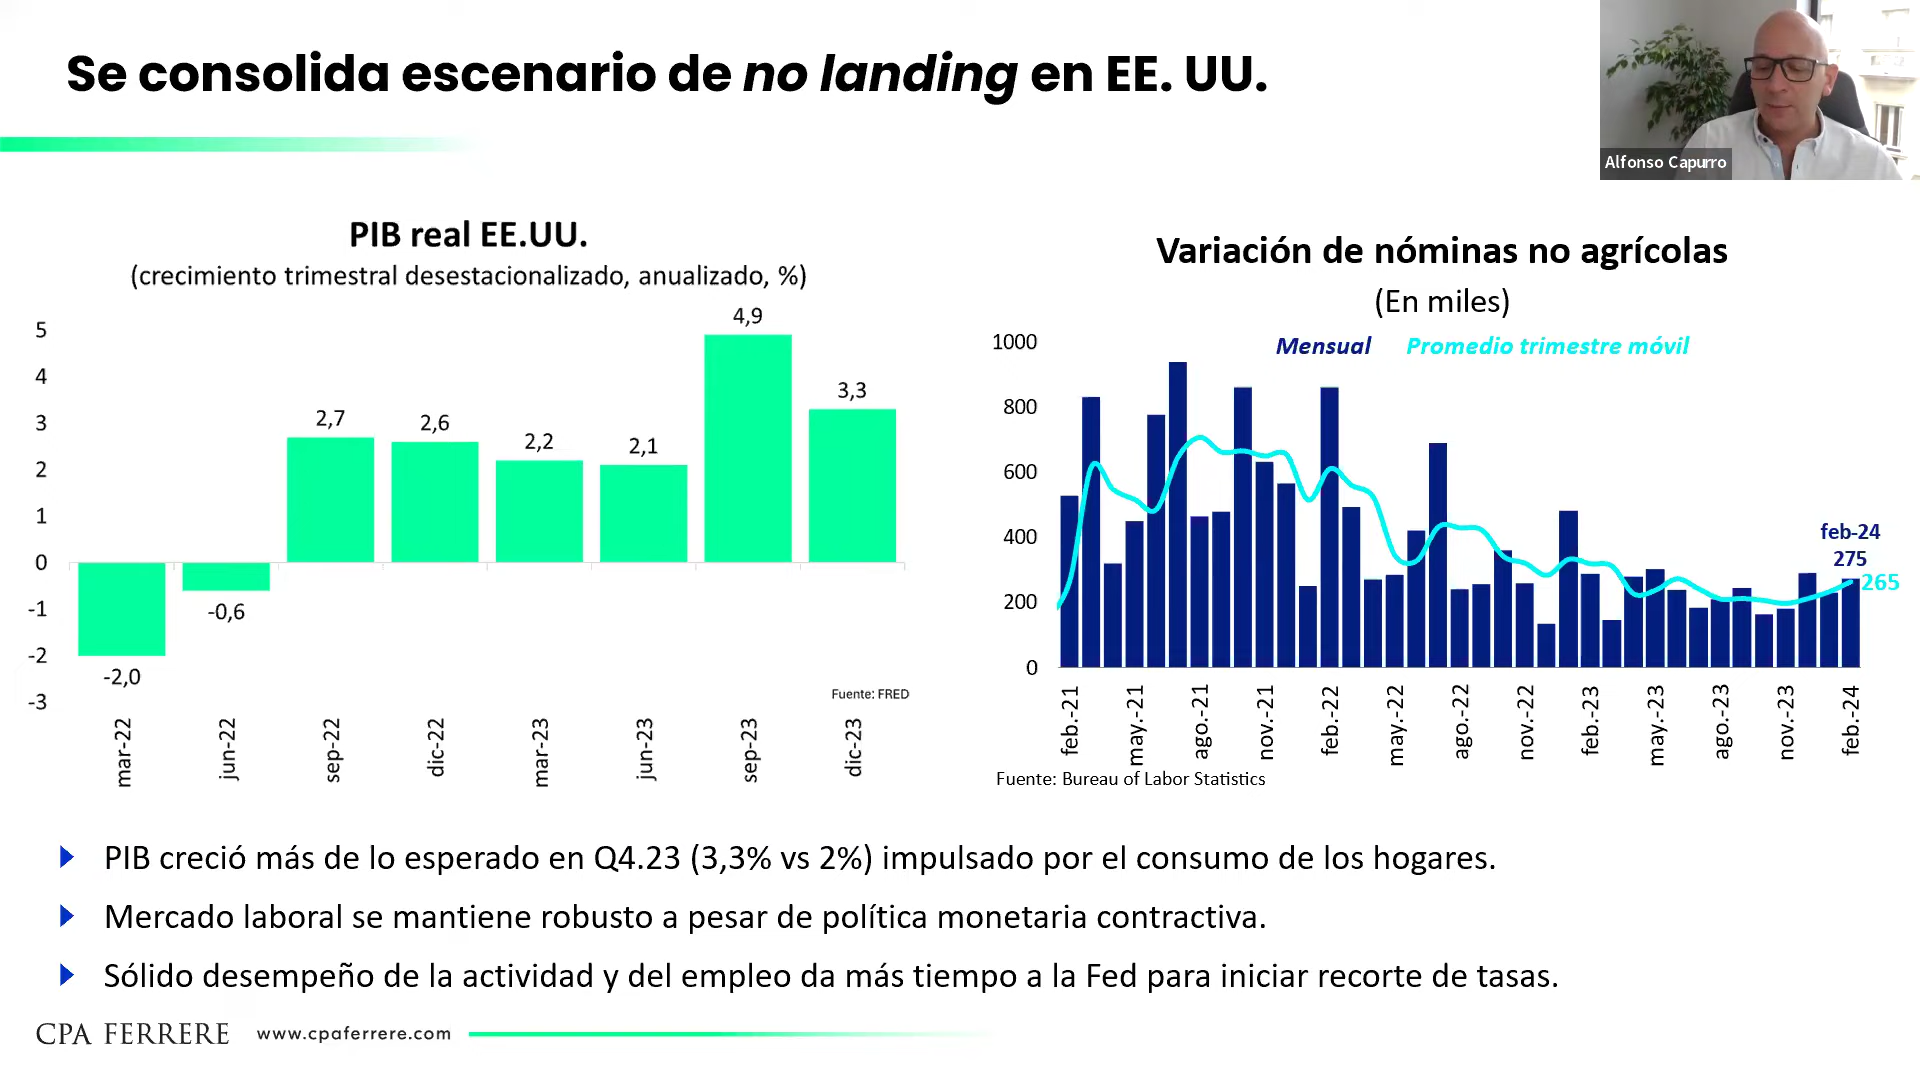 Se consolida escenario de no landing en EE. UU.
Alfonso Capurro
PIB real EE.UU.
(crecimiento trimestral desestacionalizado, anualizado, %)
5
4
3
2
1
0
-1
-2
-3
-2,0
-0,6
2,7
2,6
2,2
2,1
4,9
3,3
Fuente: FRED
mar-22
jun-22
sep-22
dic-22
mar-23
jun-23
sep-23
dic-23
Variación de nóminas no agrícolas
(En miles)
Mensual Promedio trimestre móvil
1000
800
600
400
200
0
feb-24
275
265
feb.-21
may.-21
ago.-21
nov.-21
feb.-22
may.-22
ago.-22
nov.-22
feb.-23
may.-23
ago.-23
nov.-23
feb.-24
Fuente: Bureau of Labor Statistics
PIB creció más de lo esperado en Q4.23 (3,3% vs 2%) impulsado por el consumo de los hogares.
Mercado laboral se mantiene robusto a pesar de política monetaria contractiva.
Sólido desempeño de la actividad y del empleo da más tiempo a la Fed para iniciar recorte de tasas.
CPA FERRERE www.cpaferrere.com